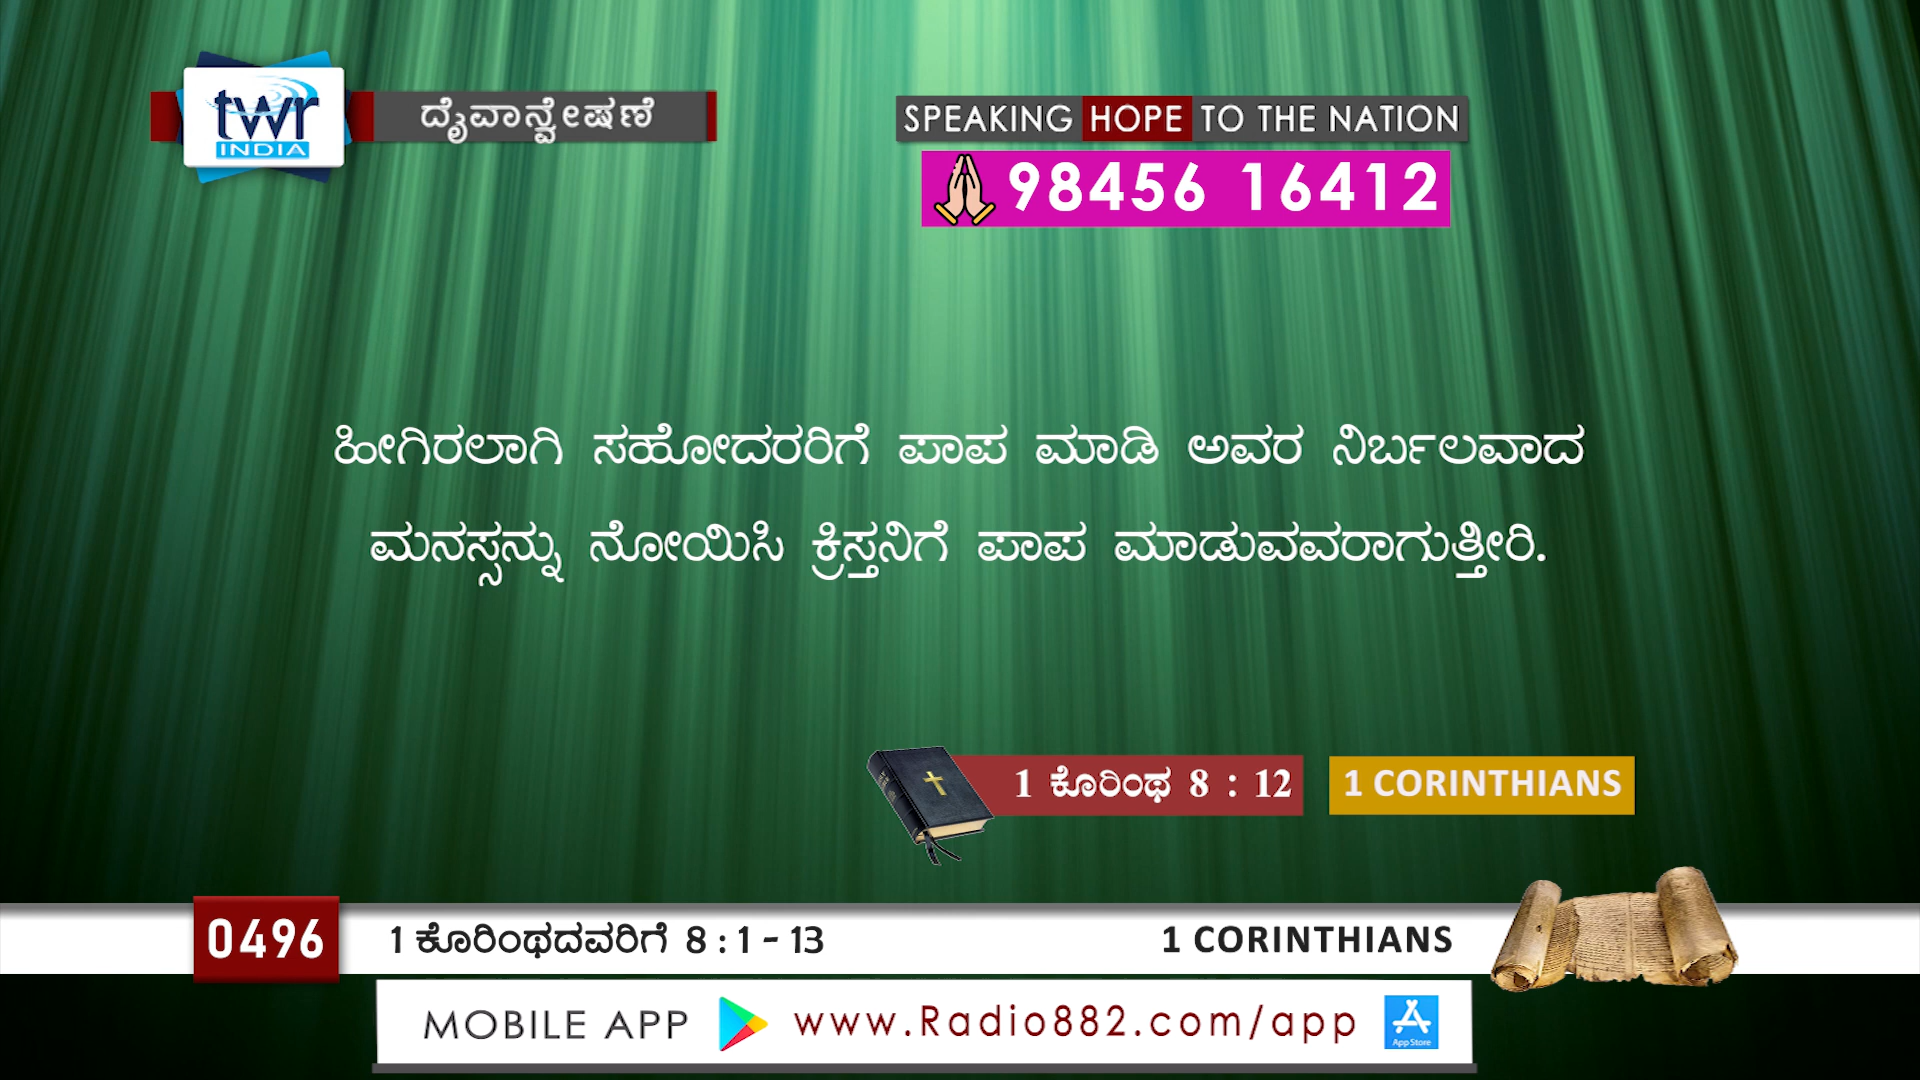 twr
INDIA
ದೈವಾನ್ವೇಷಣೆ
SPEAKING HOPE TO THE NATION
98456 16412
ಹೀಗಿರಲಾಗಿ ಸಹೋದರರಿಗೆ ಪಾಪ ಮಾಡಿ ಅವರ ನಿರ್ಬಲವಾದ
ಮನಸ್ಸನ್ನು ನೋಯಿಸಿ ಕ್ರಿಸ್ತನಿಗೆ ಪಾಪ ಮಾಡುವವರಾಗುತ್ತೀರಿ.
1 ಕೊರಿಂಥ 8 : 12
1 CORINTHIANS
0496
1 ಕೊರಿಂಥದವರಿಗೆ 8 : 1 - 13
1 CORINTHIANS
MOBILE APP
www.Radio882.com/app
App Store